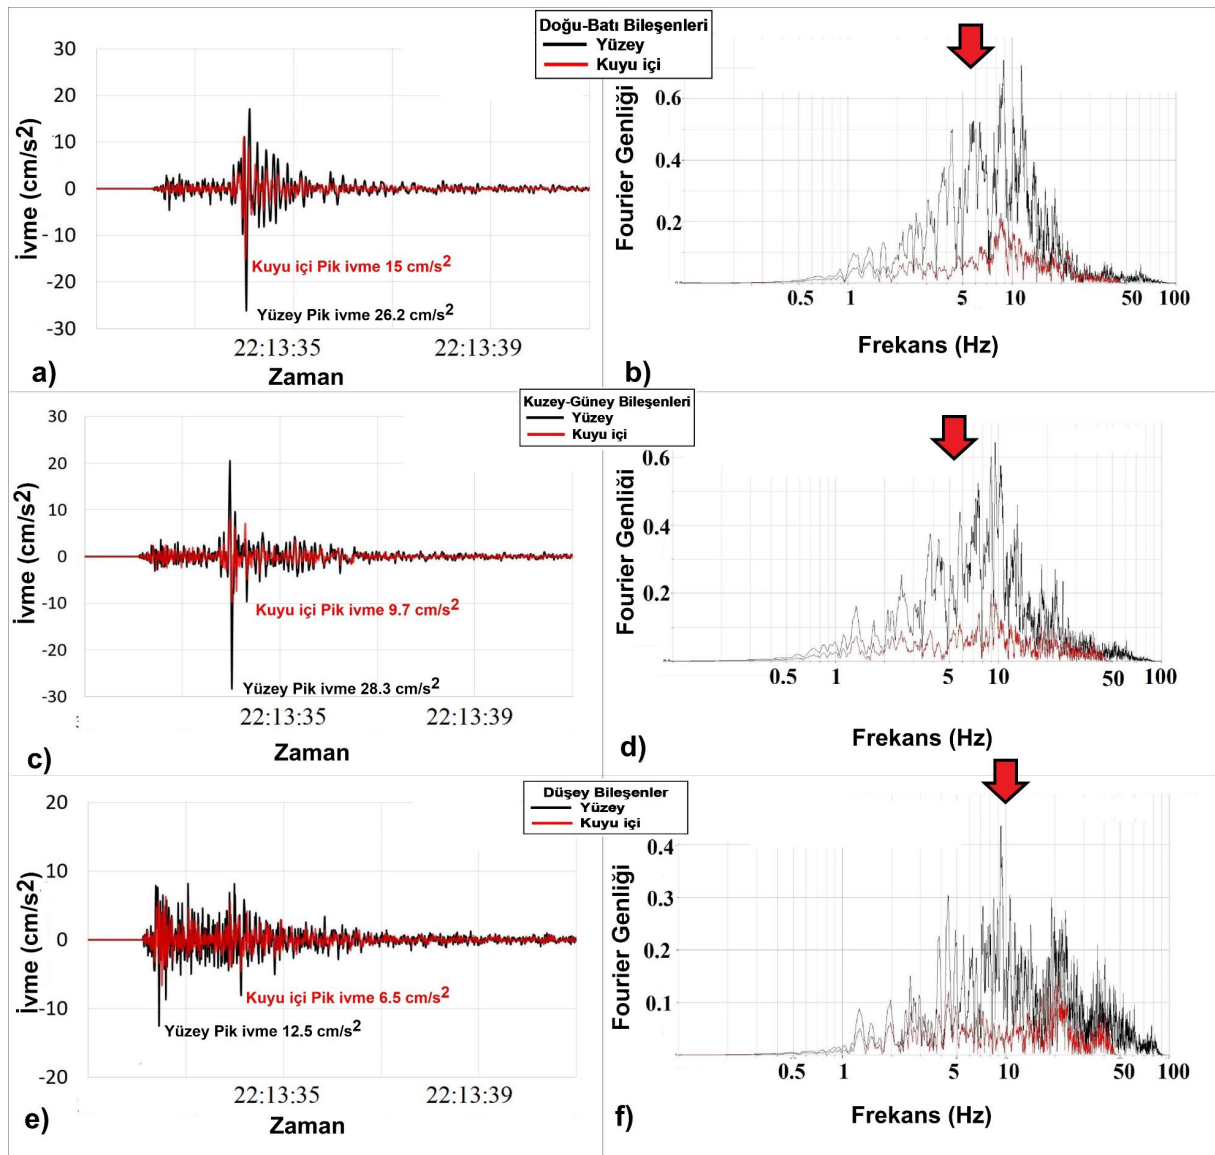 Doğu-Batı Bileşenleri
Yüzey
Kuyu içi
30
20
10
0
-10
-20
-30
İvme (cm/s2)
Kuyu içi Pik ivme 15 cm/s2
Yüzey Pik ivme 26.2 cm/s2
22:13:35
22:13:39
Zaman
a)
Fourier Genliği
0.6
0.4
0.2
0.5
1
5
10
50
100
Frekans (Hz)
b)
Kuzey-Güney Bileşenleri
Yüzey
Kuyu içi
30
20
10
0
-10
-20
-30
İvme (cm/s2)
Kuyu içi Pik ivme 9.7 cm/s2
Yüzey Pik ivme 28.3 cm/s2
22:13:35
22:13:39
Zaman
c)
Fourier Genliği
0.6
0.4
0.2
0.5
1
5
10
50
100
Frekans (Hz)
d)
Düşey Bileşenler
Yüzey
Kuyu içi
20
10
0
-10
-20
İvme (cm/s2)
Kuyu içi Pik ivme 6.5 cm/s2
Yüzey Pik ivme 12.5 cm/s2
22:13:35
22:13:39
Zaman
e)
Fourier Genliği
0.4
0.3
0.2
0.1
0.5
1
5
10
50
100
Frekans (Hz)
f)